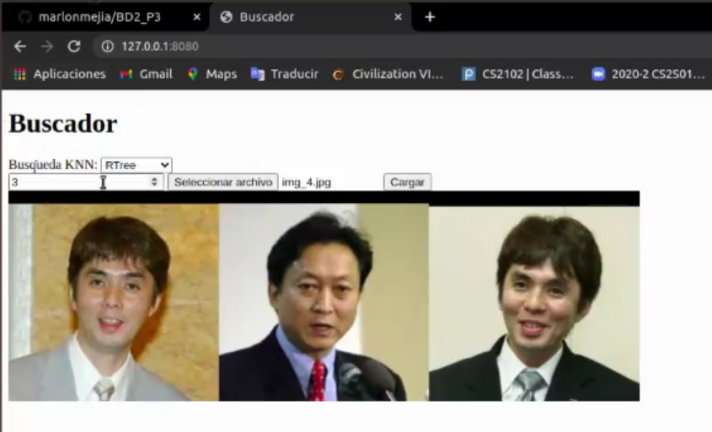 marlonmejia/BD2_P3 × Buscador × +
127.0.0.1:8080
Aplicaciones Gmail Maps Traducir Civilization VI... CS2102 | Class... 2020-2 CS2S01...
Buscador
Busqueda KNN: RTree
3 Seleccionar archivo img_4.jpg Cargar